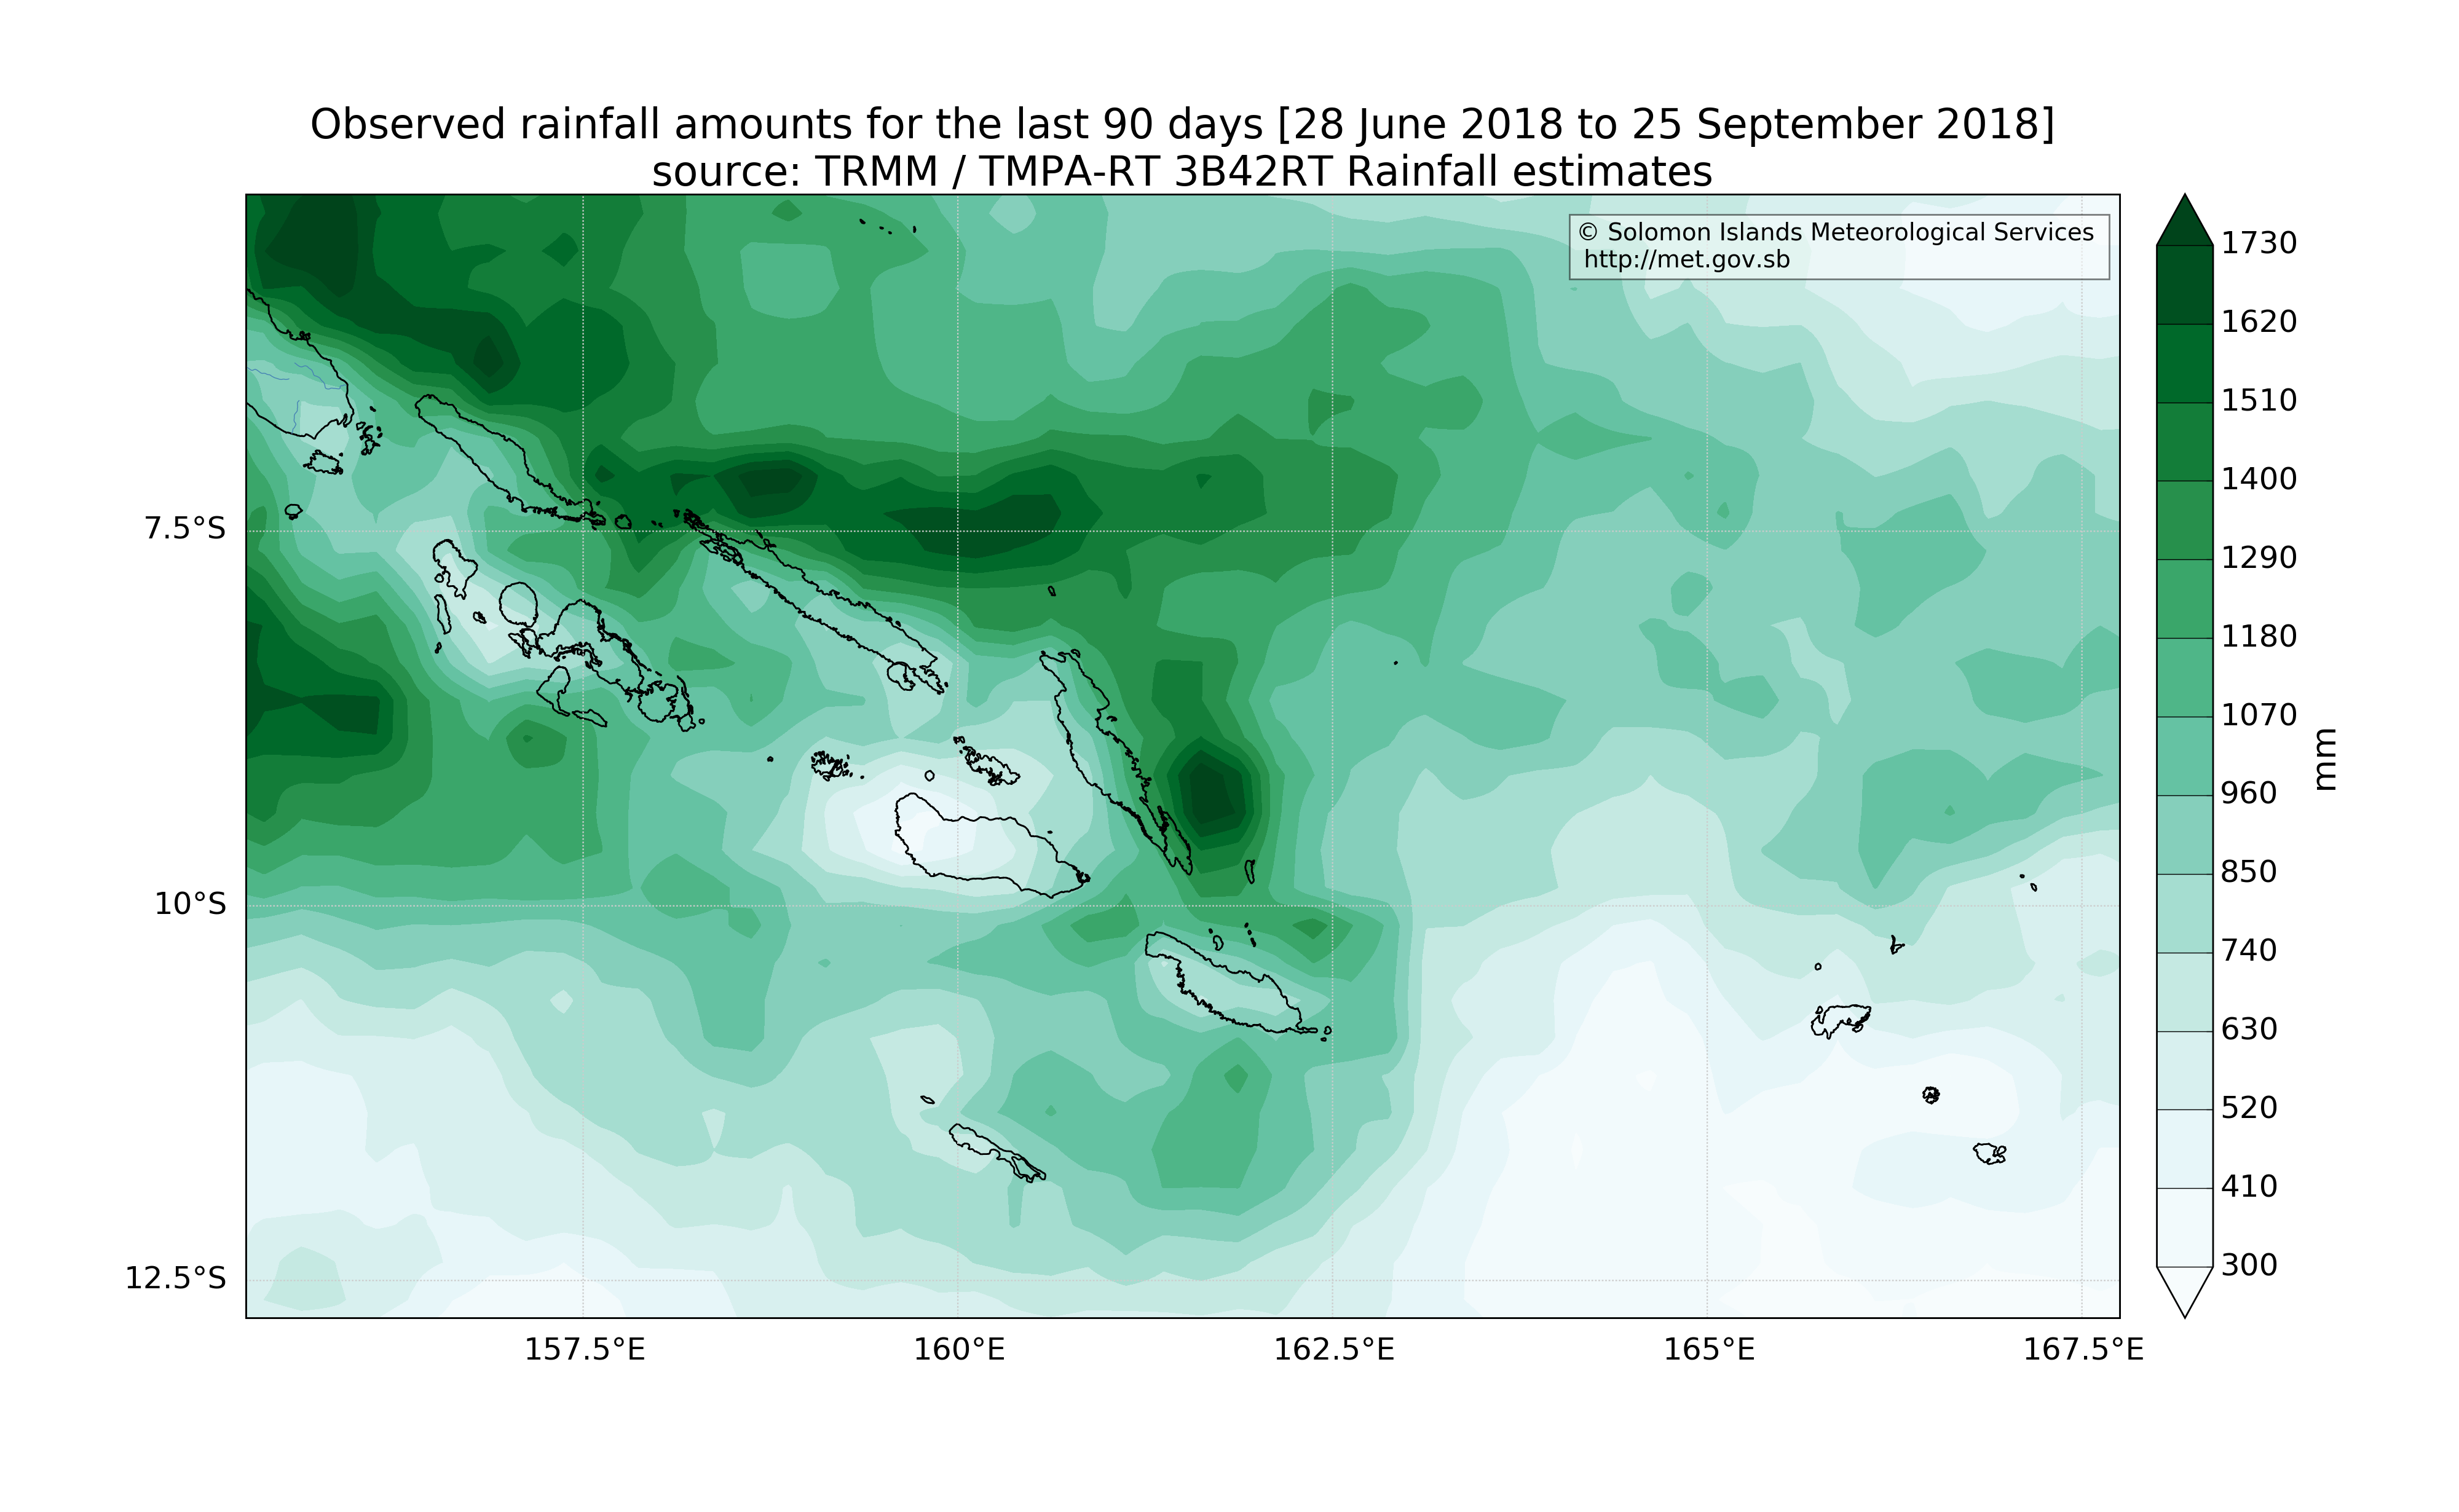 Observed rainfall amounts for the last 90 days [28 June 2018 to 25 September 2018]
source: TRMM / TMPA-RT 3B42RT Rainfall estimates
© Solomon Islands Meteorological Services
http://met.gov.sb
7.5°S
10°S
12.5°S
157.5°E
160°E
162.5°E
165°E
167.5°E
1730
1620
1510
1400
1290
1180
1070
960
850
740
630
520
410
300
mm